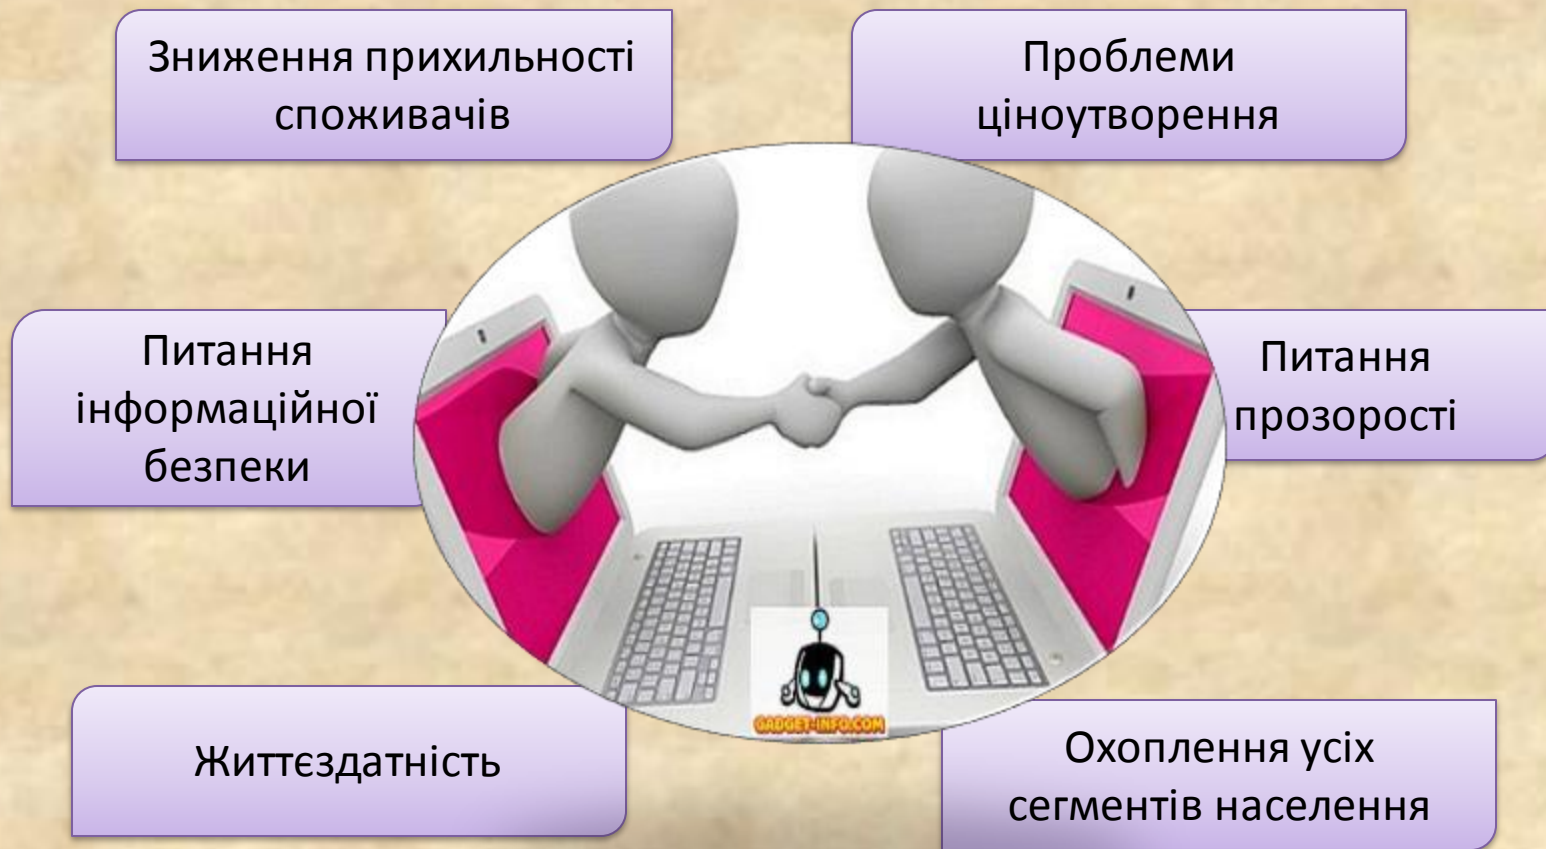 Зниження прихильності
споживачів
Проблеми
ціноутворення
Питання
інформаційної
безпеки
Питання
прозорості
Життєздатність
Охоплення усіх
сегментів населення
GADGET-INFO.COM